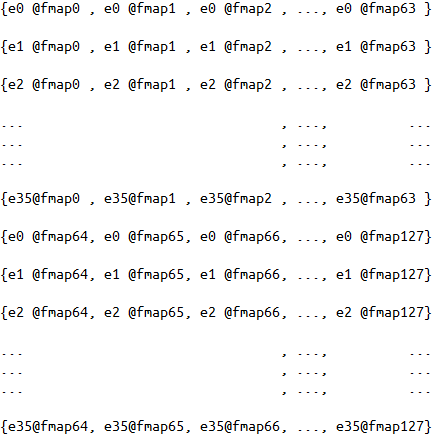 {e0 @fmap0 , e0 @fmap1 , e0 @fmap2 , ..., e0 @fmap63 }
{e1 @fmap0 , e1 @fmap1 , e1 @fmap2 , ..., e1 @fmap63 }
{e2 @fmap0 , e2 @fmap1 , e2 @fmap2 , ..., e2 @fmap63 }
... , ..., ...
... , ..., ...
... , ..., ...
{e35@fmap0 , e35@fmap1 , e35@fmap2 , ..., e35@fmap63 }
{e0 @fmap64, e0 @fmap65, e0 @fmap66, ..., e0 @fmap127}
{e1 @fmap64, e1 @fmap65, e1 @fmap66, ..., e1 @fmap127}
{e2 @fmap64, e2 @fmap65, e2 @fmap66, ..., e2 @fmap127}
... , ..., ...
... , ..., ...
... , ..., ...
{e35@fmap64, e35@fmap65, e35@fmap66, ..., e35@fmap127}